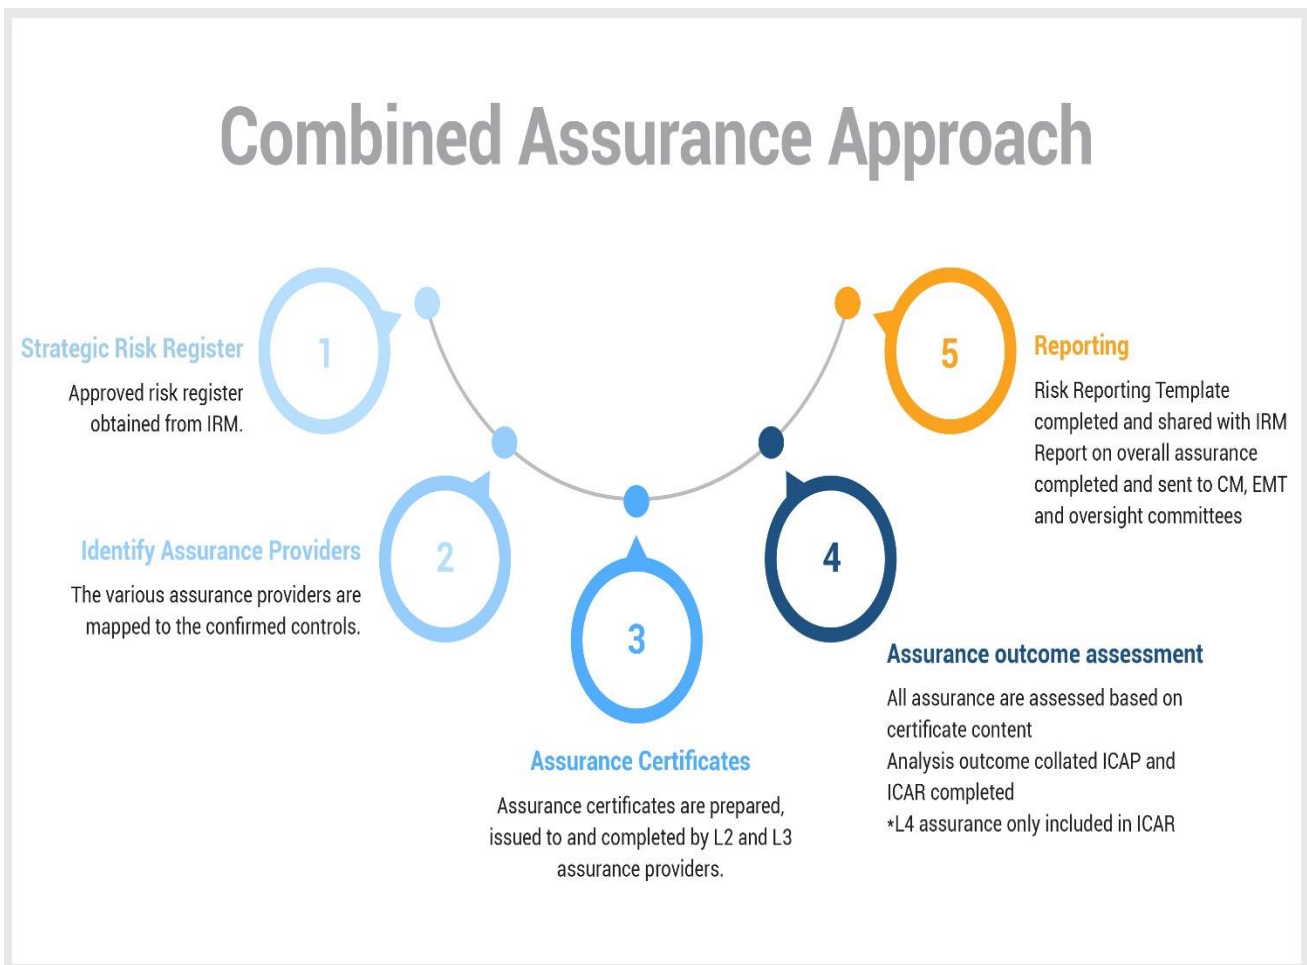 Combined Assurance Approach
1
Strategic Risk Register
Approved risk register
obtained from IRM.
2
Identify Assurance Providers
The various assurance providers are
mapped to the confirmed controls.
3
Assurance Certificates
Assurance certificates are prepared,
issued to and completed by L2 and L3
assurance providers.
4
Assurance outcome assessment
All assurance are assessed based on
certificate content
Analysis outcome collated ICAP and
ICAR completed
*L4 assurance only included in ICAR
5
Reporting
Risk Reporting Template
completed and shared with IRM
Report on overall assurance
completed and sent to CM, EMT
and oversight committees